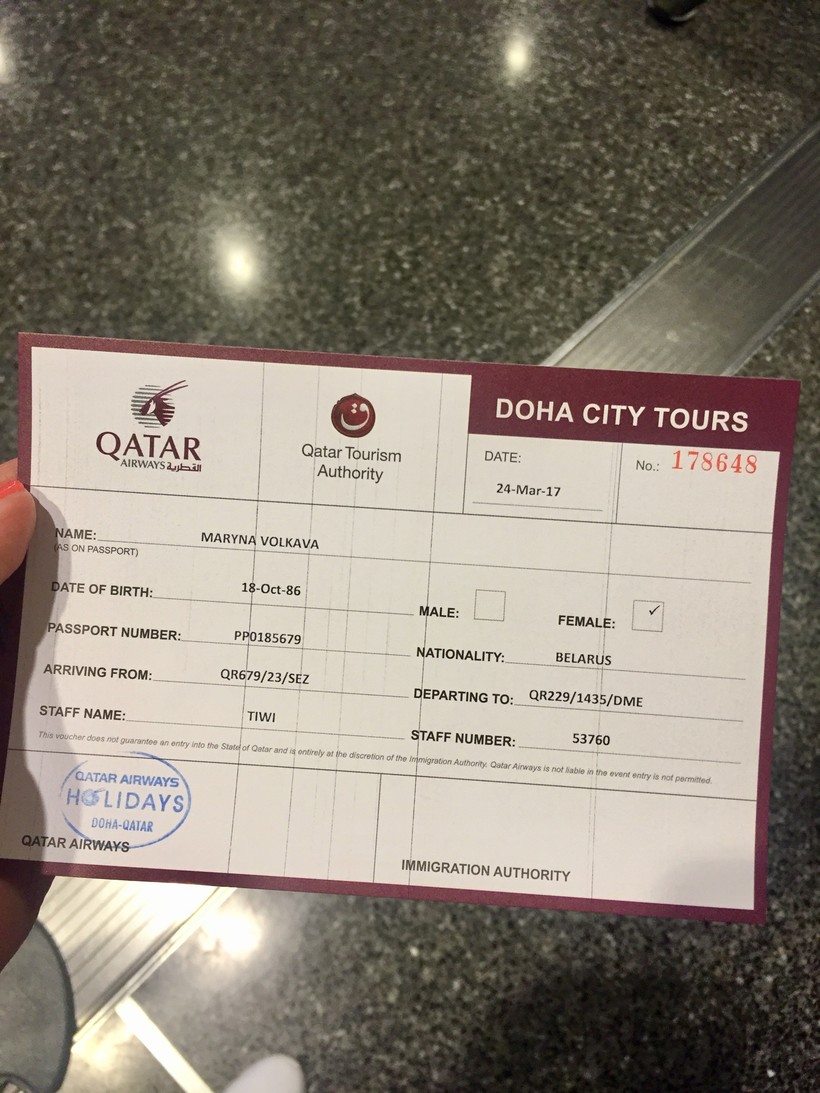 QATAR
AIRWAYS القطرية
Qatar Tourism
Authority
DOHA CITY TOURS
DATE:
24-Mar-17
No.: 178648
NAME: MARYNA VOLKAVA
(AS ON PASSPORT)
DATE OF BIRTH: 18-Oct-86
MALE: FEMALE: ✓
PASSPORT NUMBER: PP0185679
NATIONALITY: BELARUS
ARRIVING FROM: QR679/23/SEZ
DEPARTING TO: QR229/1435/DME
STAFF NAME: TIWI
STAFF NUMBER: 53760
This voucher does not guarantee an entry into the State of Qatar and is entirely at the discretion of the Immigration Authority. Qatar Airways is not liable in the event entry is not permitted.
QATAR AIRWAYS
HOLIDAYS
DOHA-QATAR
QATAR AIRWAYS
IMMIGRATION AUTHORITY